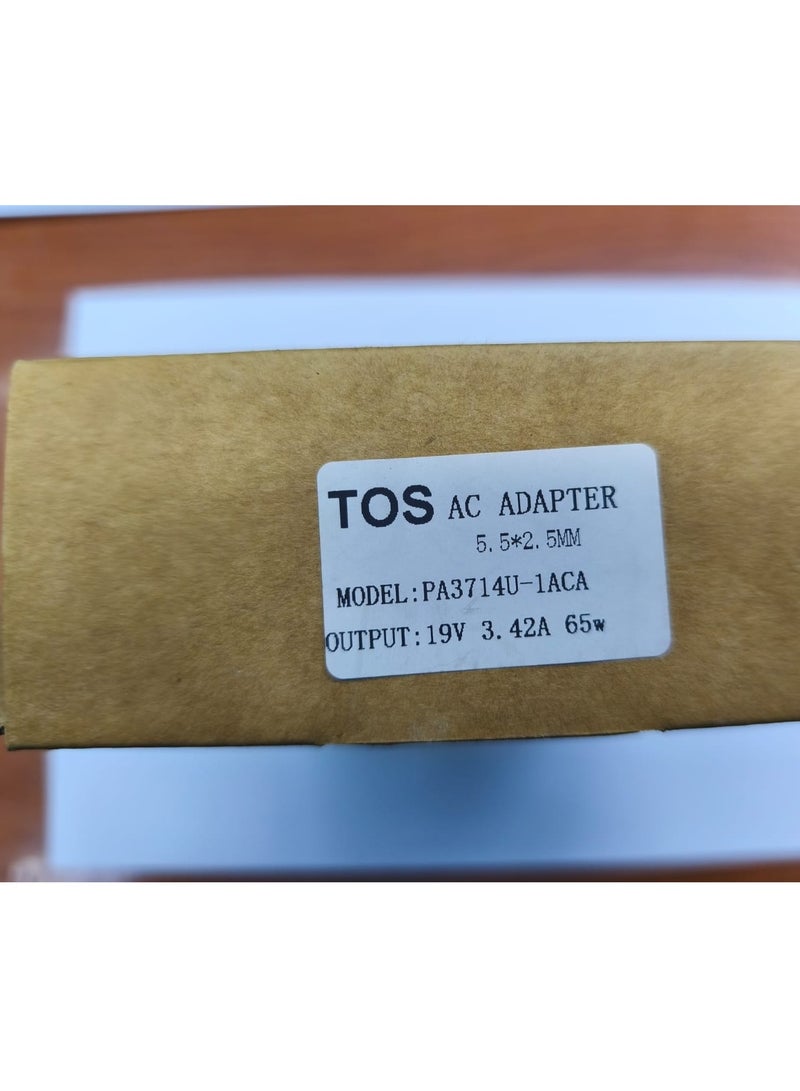 TOS AC ADAPTER
5.5*2.5MM
MODEL:PA3714U-1ACA
OUTPUT:19V 3.42A 65w